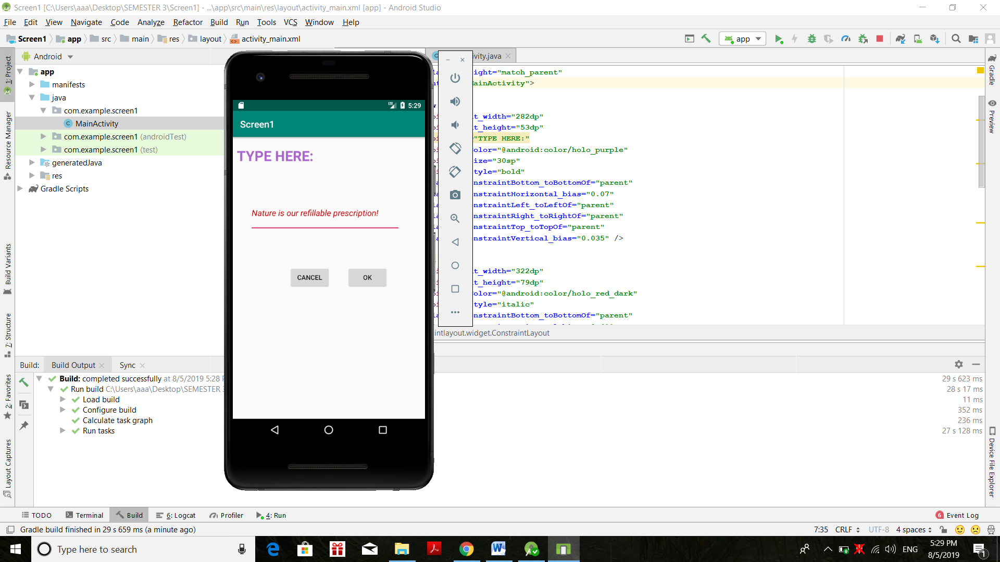 Screen1 [C:\Users\aaa\Desktop\SEMESTER 3\Screen1] - ...\app\src\main\res\layout\activity_main.xml [app] - Android Studio
File Edit View Navigate Code Analyze Refactor Build Run Tools VCS Window Help
Screen1 app src main res layout activity_main.xml
app
Android
ivity.java
1: Project
Resource Manager
Build Variants
7: Structure
2: Favorites
Layout Captures
app
manifests
java
com.example.screen1
MainActivity
com.example.screen1 (androidTest)
com.example.screen1 (test)
generatedJava
res
Gradle Scripts
LTE 5:29
Screen1
TYPE HERE:
Nature is our refillable prescription!
CANCEL OK
ight="match_parent"
MainActivity">
t_width="282dp"
t_height="53dp"
"TYPE HERE:"
Color="@android:color/holo_purple"
ize="30sp"
tyle="bold"
nstraintBottom_toBottomOf="parent"
nstraintHorizontal_bias="0.07"
nstraintLeft_toLeftOf="parent"
nstraintRight_toRightOf="parent"
nstraintTop_toTopOf="parent"
nstraintVertical_bias="0.035" />
t_width="322dp"
t_height="79dp"
Color="@android:color/holo_red_dark"
tyle="italic"
nstraintBottom_toBottomOf="parent"
intlayout.widget.ConstraintLayout
Gradle
Preview
Device File Explorer
Build: Build Output Sync
Build: completed successfully at 8/5/2019 5:28 29 s 623 ms
Run build C:\Users\aaa\Desktop\SEMESTER 3 28 s 17 ms
Load build 11 ms
Configure build 352 ms
Calculate task graph 236 ms
Run tasks 27 s 128 ms
TODO Terminal Build 6: Logcat Profiler 4: Run 6 Event Log
Gradle build finished in 29 s 659 ms (a minute ago) 7:35 CRLF UTF-8 4 spaces
Type here to search
ENG
5:29 PM
8/5/2019
1